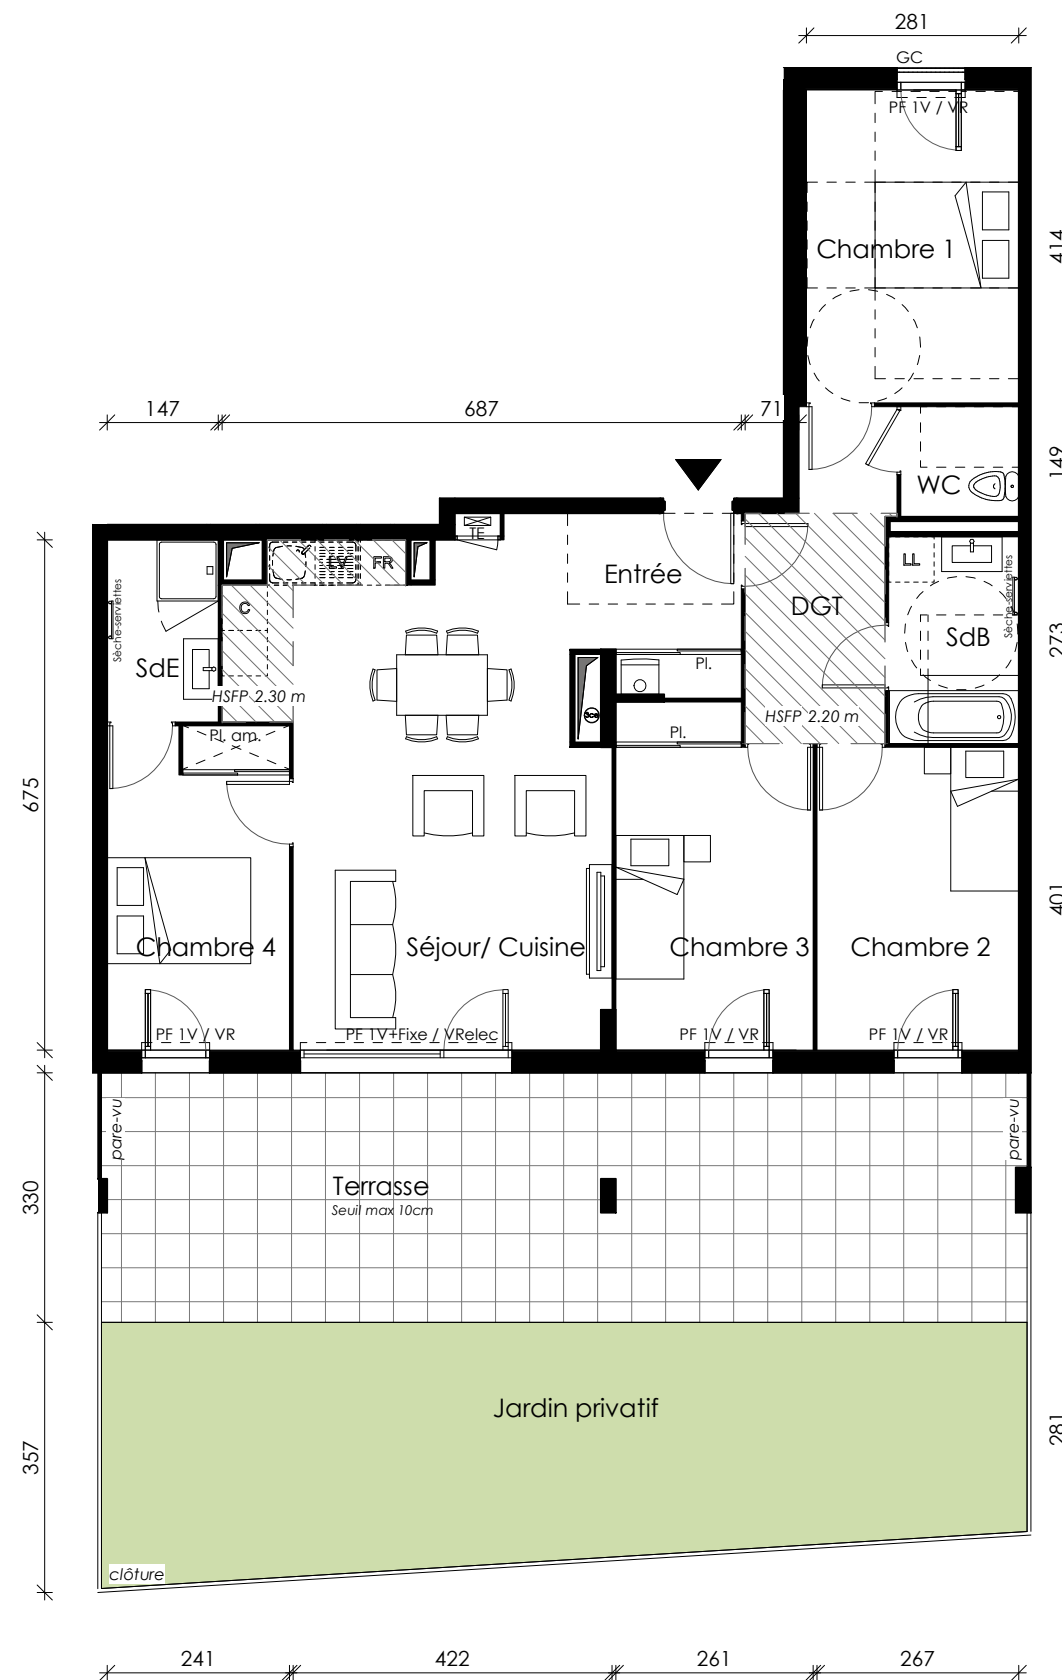 281
GC
PF 1V / VR
414
Chambre 1
147
687
71
149
WC
TE
LV
FR
Entrée
LL
Sèche-serviettes
Sèche-serviettes
C
DGT
SdB
273
SdE
Pl.
HSFP 2.30 m
3cs
HSFP 2.20 m
Pl. am.
Pl.
675
401
Chambre 4
Séjour/ Cuisine
Chambre 3
Chambre 2
PF 1V / VR
PF 1V+Fixe / VRelec
PF 1V / VR
PF 1V / VR
pare-vu
pare-vu
330
Terrasse
Seuil max 10cm
Jardin privatif
357
281
clôture
241
422
261
267